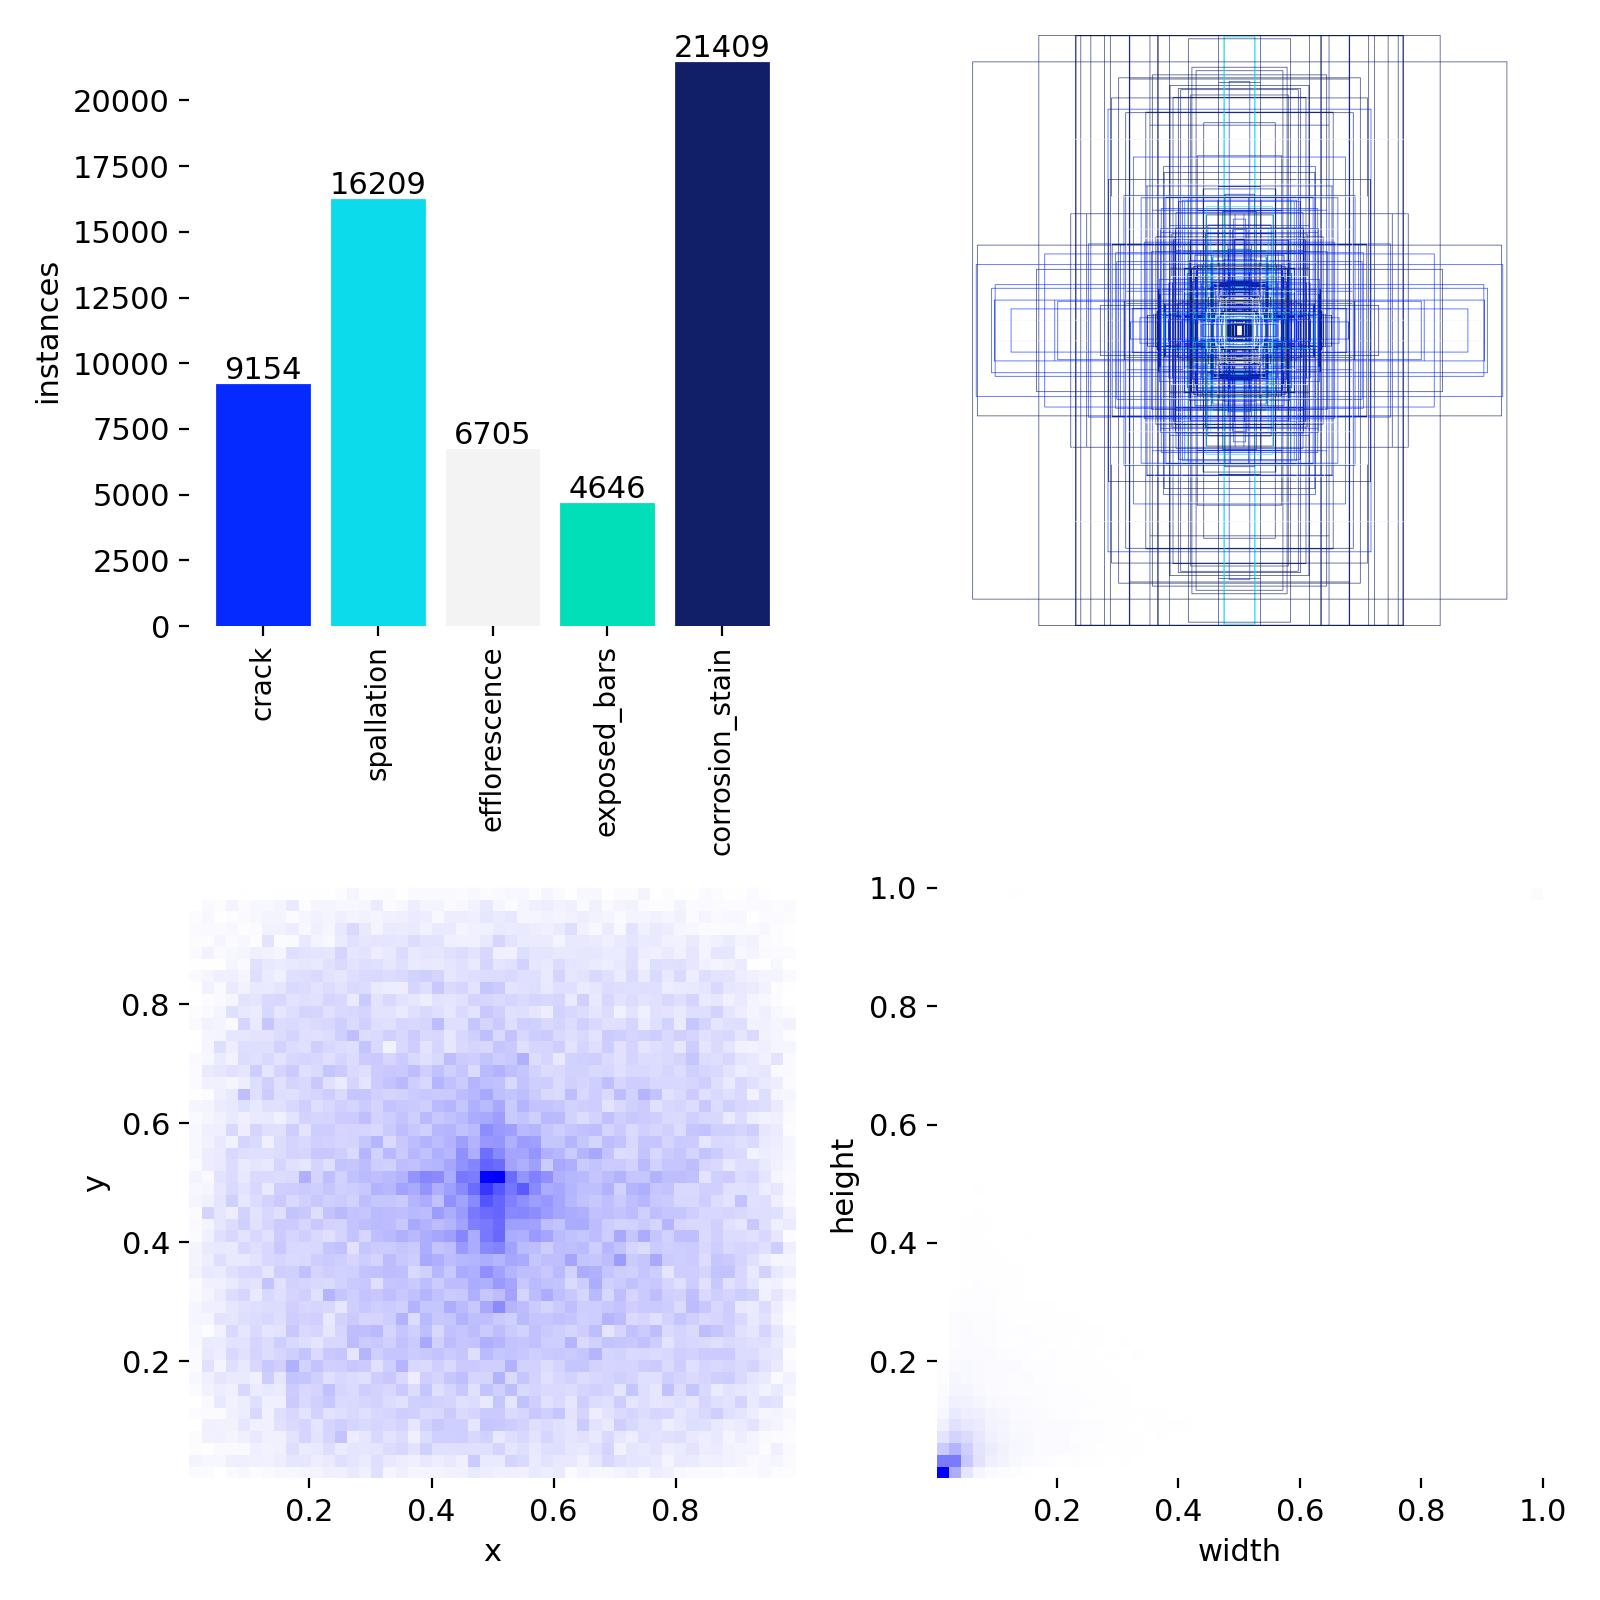 21409
20000
17500
16209
15000
instances
12500
10000
9154
7500
6705
5000
4646
2500
0
crack
spallation
efflorescence
exposed_bars
corrosion_stain
0.8
0.6
y
0.4
0.2
0.2 0.4 0.6 0.8
x
1.0
0.8
0.6
height
0.4
0.2
0.2 0.4 0.6 0.8 1.0
width